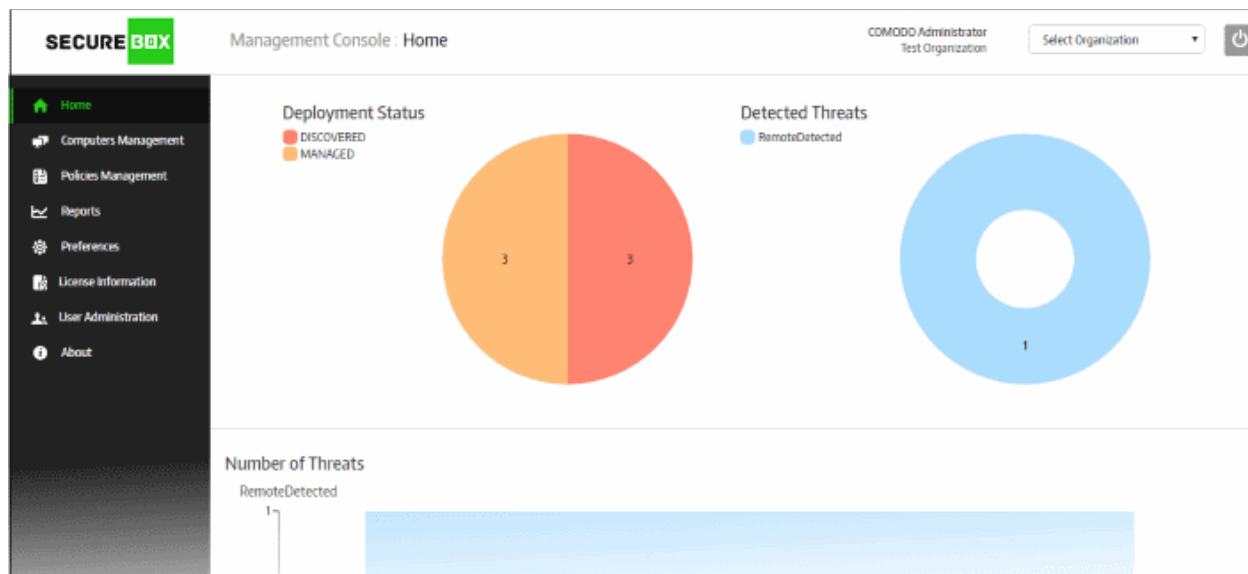 SECURE BOX
Management Console : Home
COMODO Administrator
Test Organization
Select Organization
Home
Computers Management
Policies Management
Reports
Preferences
License Information
User Administration
About
Deployment Status
DISCOVERED
MANAGED
3
3
Detected Threats
RemoteDetected
1
Number of Threats
RemoteDetected
1